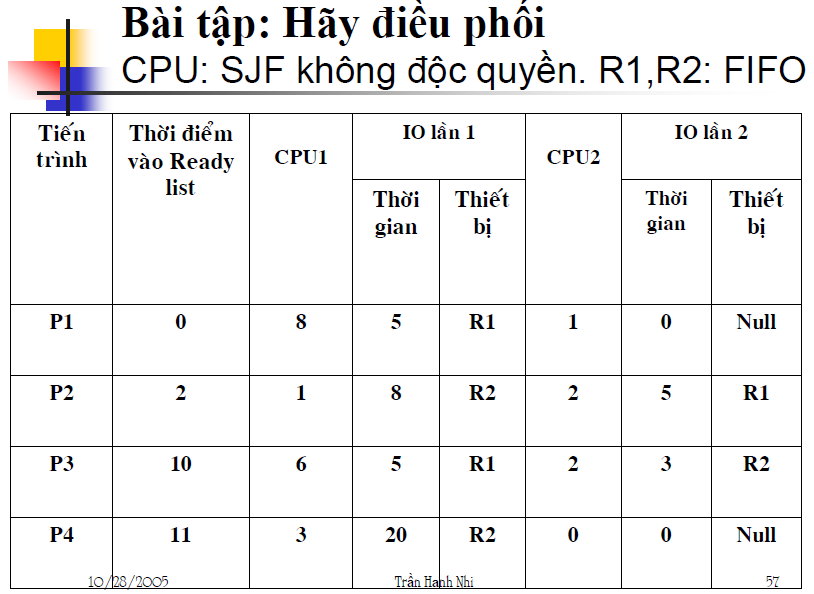 Bài tập: Hãy điều phối
CPU: SJF không độc quyền. R1,R2: FIFO
Tiến trình Thời điểm vào Ready list CPU1 IO lần 1 CPU2 IO lần 2
Thời gian Thiết bị Thời gian Thiết bị
P1 0 8 5 R1 1 0 Null
P2 2 1 8 R2 2 5 R1
P3 10 6 5 R1 2 3 R2
P4 11 3 20 R2 0 0 Null
10/28/2005 Trần Hạnh Nhi 57